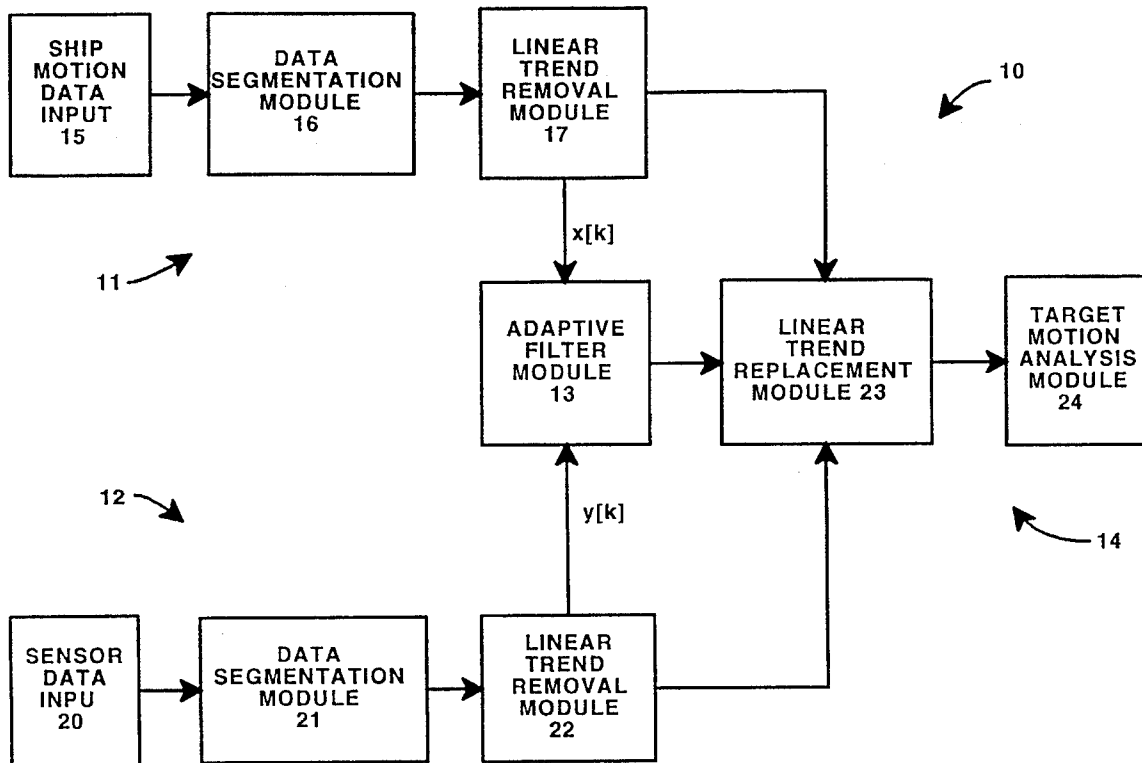 SHIP
MOTION
DATA
INPUT
15
DATA
SEGMENTATION
MODULE
16
LINEAR
TREND
REMOVAL
MODULE
17
10
x[k]
11
ADAPTIVE
FILTER
MODULE
13
LINEAR
TREND
REPLACEMENT
MODULE 23
TARGET
MOTION
ANALYSIS
MODULE
24
12
y[k]
14
SENSOR
DATA
INPU
20
DATA
SEGMENTATION
MODULE
21
LINEAR
TREND
REMOVAL
MODULE
22